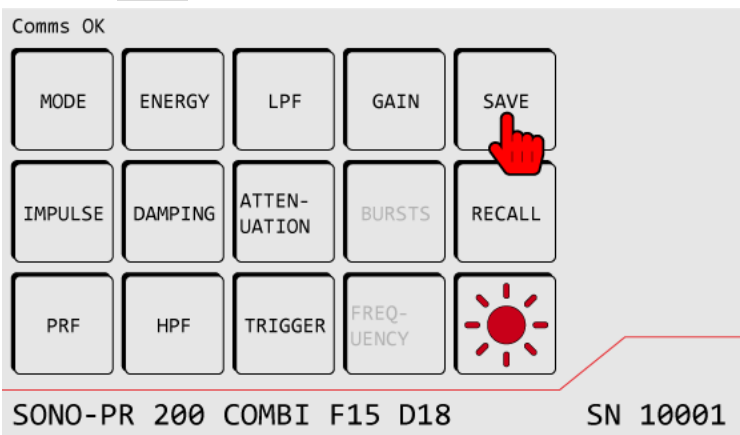 Comms OK
MODE ENERGY LPF GAIN SAVE
IMPULSE DAMPING ATTEN-
UATION BURSTS RECALL
PRF HPF TRIGGER FREQ-
UENCY
SONO-PR 200 COMBI F15 D18 SN 10001